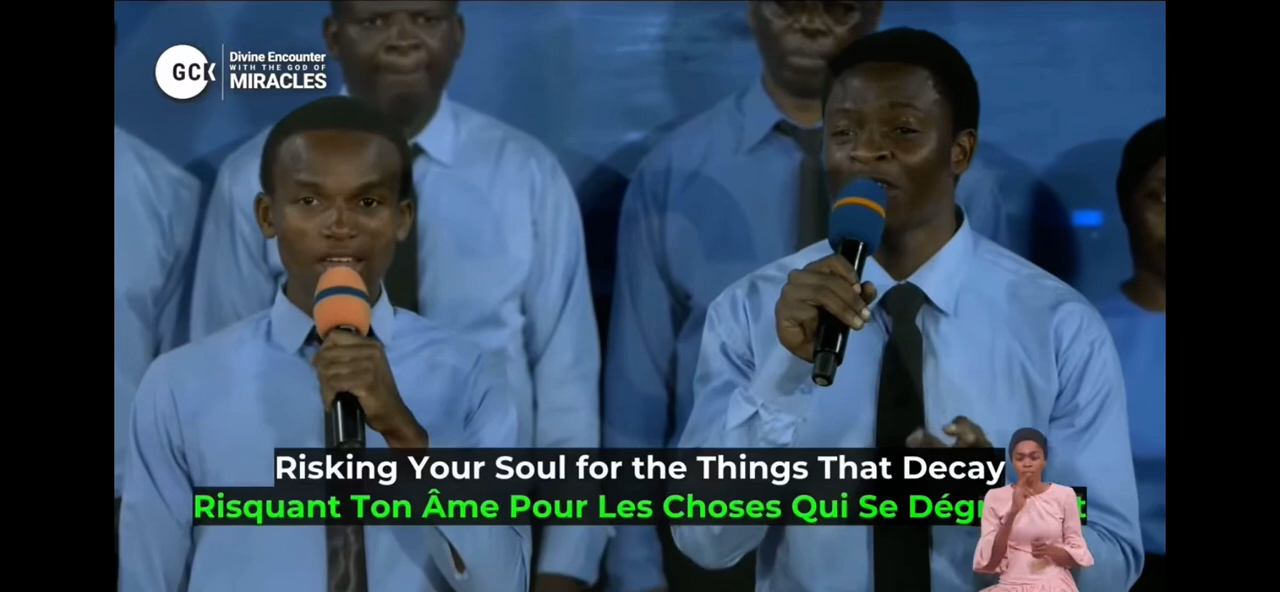 GCK
Divine Encounter
WITH THE GOD OF
MIRACLES
Risking Your Soul for the Things That Decay
Risquant Ton Âme Pour Les Choses Qui Se